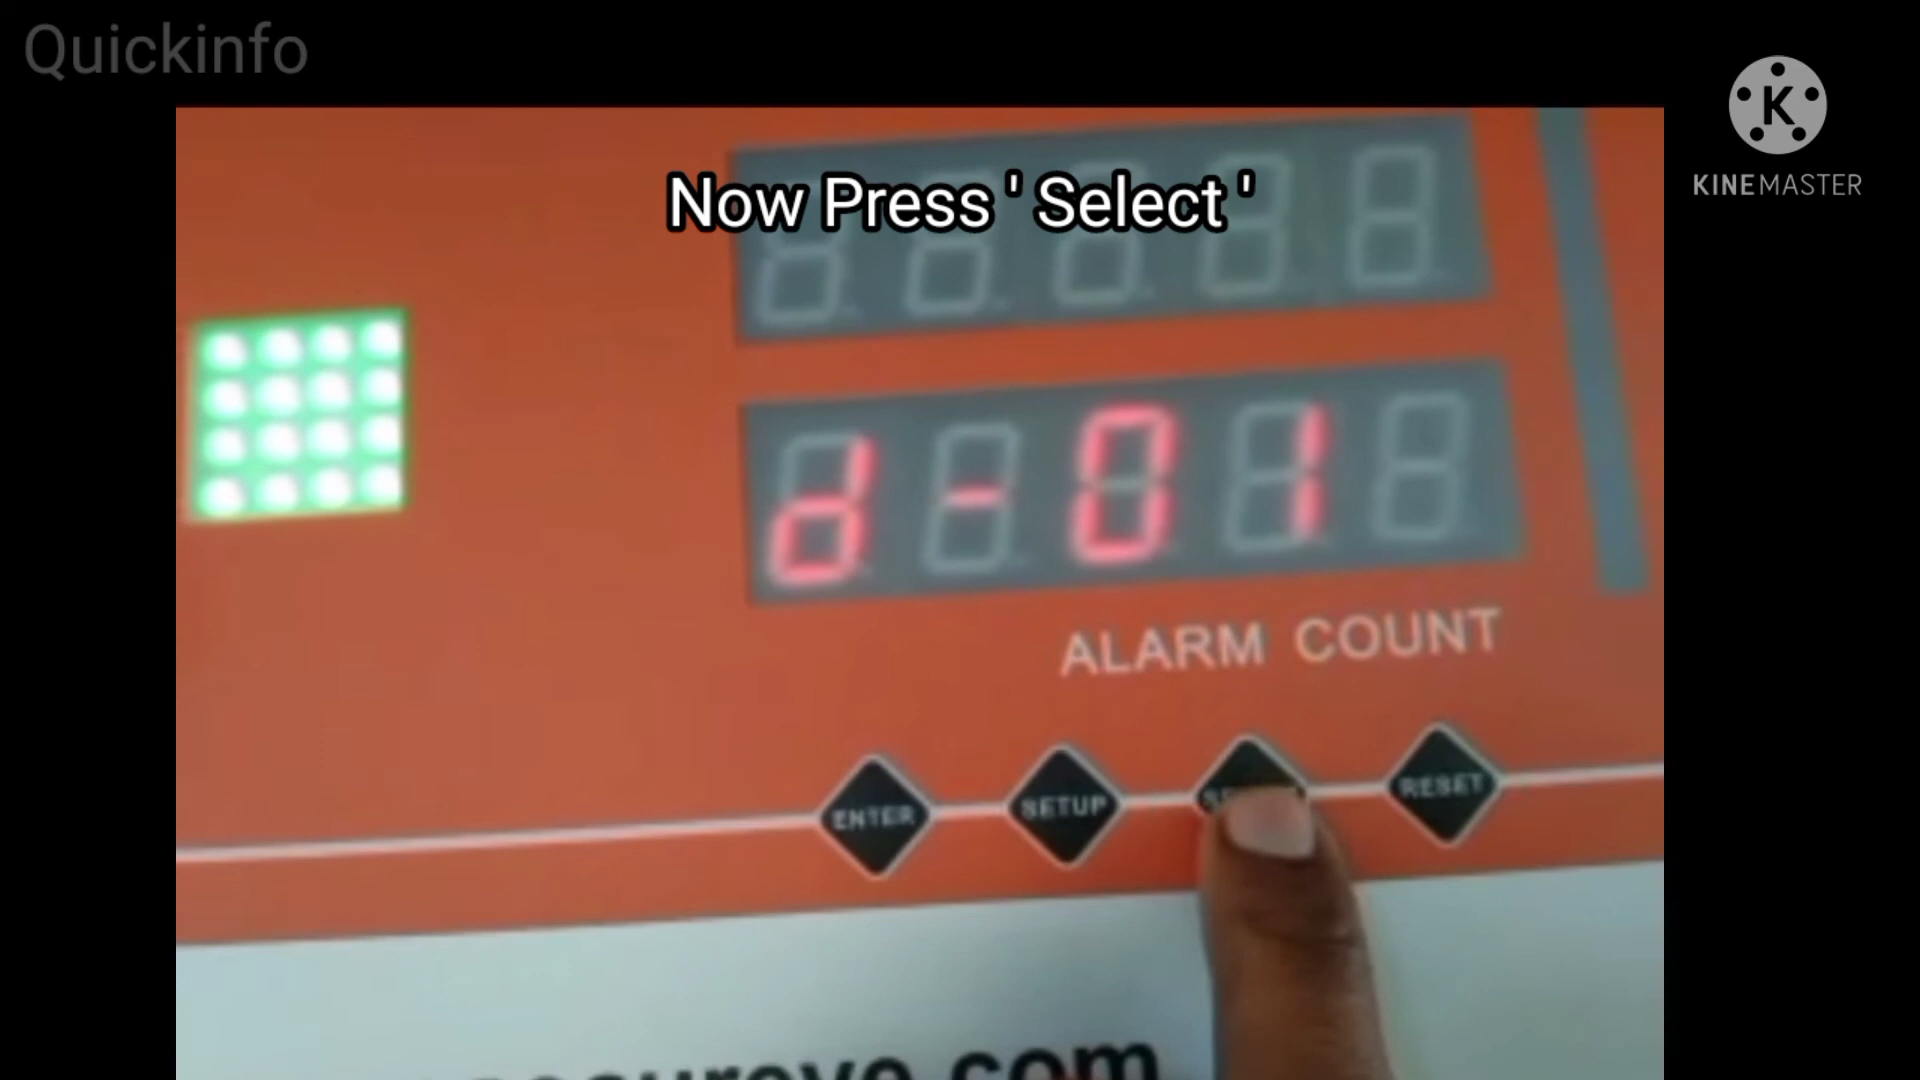 Quickinfo
K
KINEMASTER
Now Press ' Select '
d-01
ALARM COUNT
ENTER
SETUP
RESET
.com